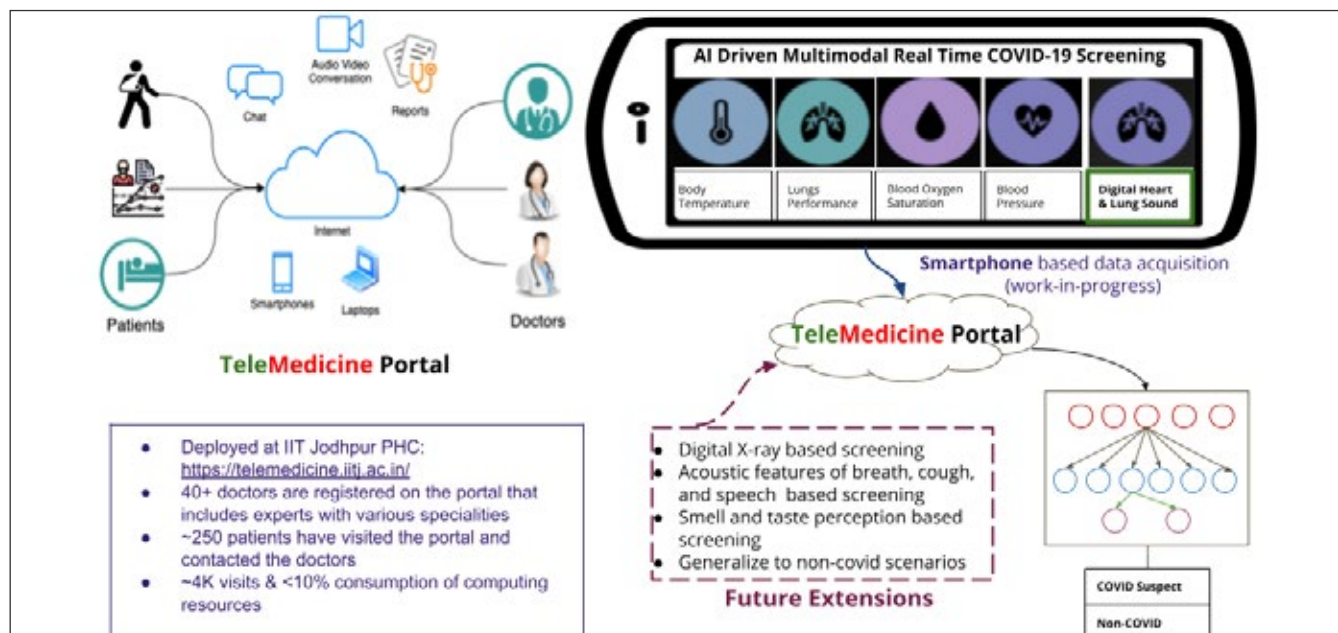 Audio Video
Conversation
Chat
Reports
Internet
Smartphones
Laptops
Patients
Doctors
TeleMedicine Portal
Deployed at IIT Jodhpur PHC:
https://telemedicine.iitj.ac.in/
40+ doctors are registered on the portal that
includes experts with various specialities
~250 patients have visited the portal and
contacted the doctors
~4K visits & <10% consumption of computing
resources
AI Driven Multimodal Real Time COVID-19 Screening
Body
Temperature
Lungs
Performance
Blood Oxygen
Saturation
Blood
Pressure
Digital Heart
& Lung Sound
Smartphone based data acquisition
(work-in-progress)
TeleMedicine Portal
Digital X-ray based screening
Acoustic features of breath, cough,
and speech based screening
Smell and taste perception based
screening
Generalize to non-covid scenarios
Future Extensions
COVID Suspect
Non-COVID